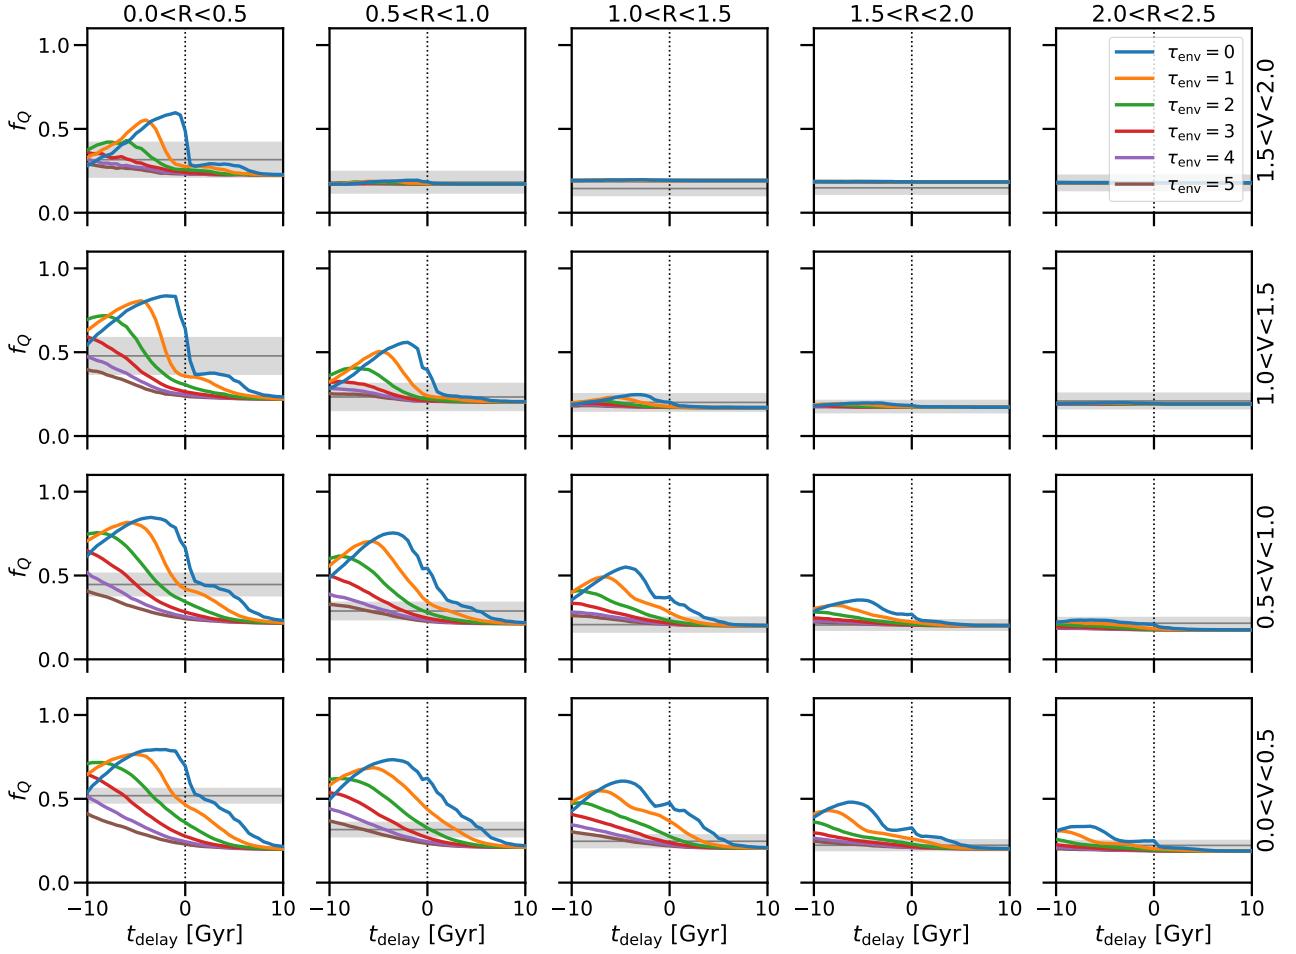 0.0<R<0.5 0.5<R<1.0 1.0<R<1.5 1.5<R<2.0 2.0<R<2.5
1.0
0.5
0.0
f_Q
τ_env = 0
τ_env = 1
τ_env = 2
τ_env = 3
τ_env = 4
τ_env = 5
1.5<V<2.0
1.0
0.5
0.0
f_Q
1.0<V<1.5
1.0
0.5
0.0
f_Q
0.5<V<1.0
1.0
0.5
0.0
f_Q
0.0<V<0.5
−10 0 10 −10 0 10 −10 0 10 −10 0 10 −10 0 10
t_delay [Gyr] t_delay [Gyr] t_delay [Gyr] t_delay [Gyr] t_delay [Gyr]